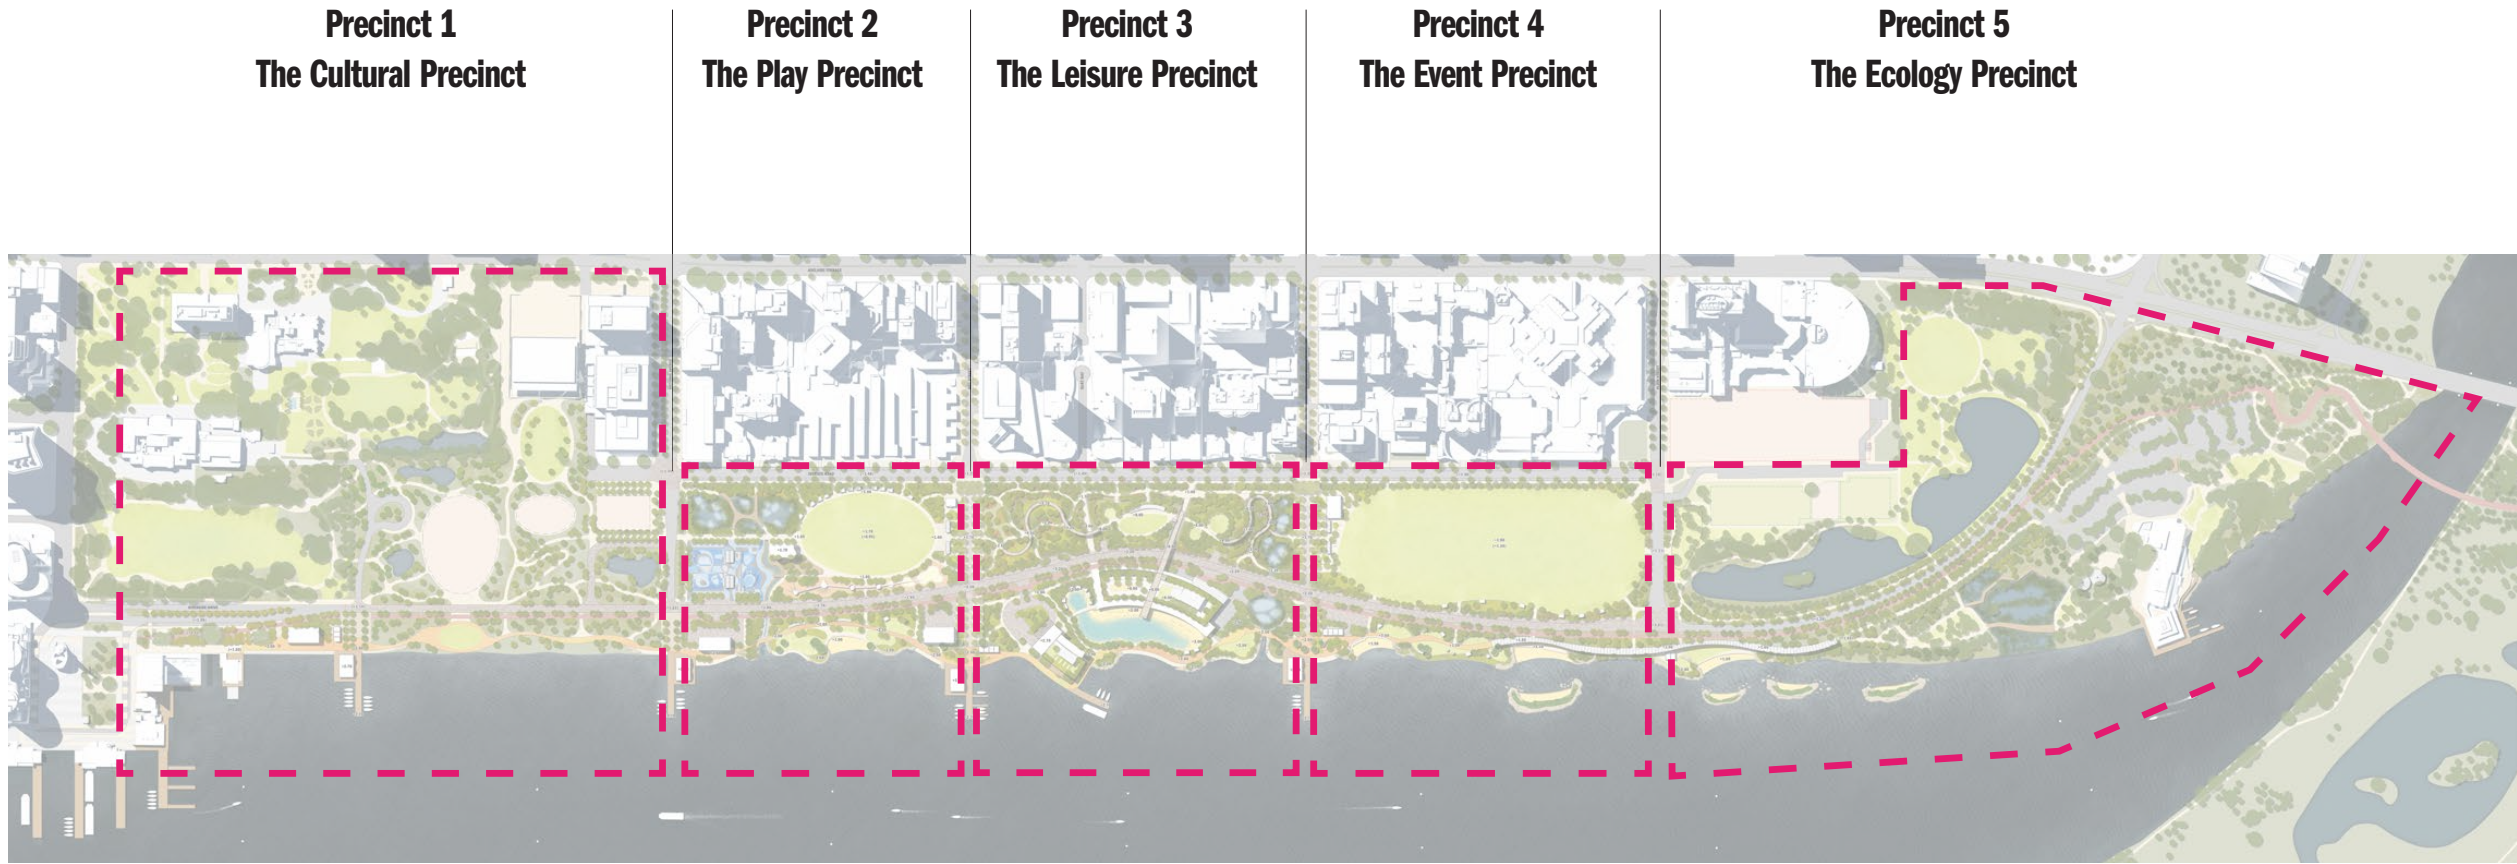 Precinct 1
The Cultural Precinct
Precinct 2
The Play Precinct
Precinct 3
The Leisure Precinct
Precinct 4
The Event Precinct
Precinct 5
The Ecology Precinct